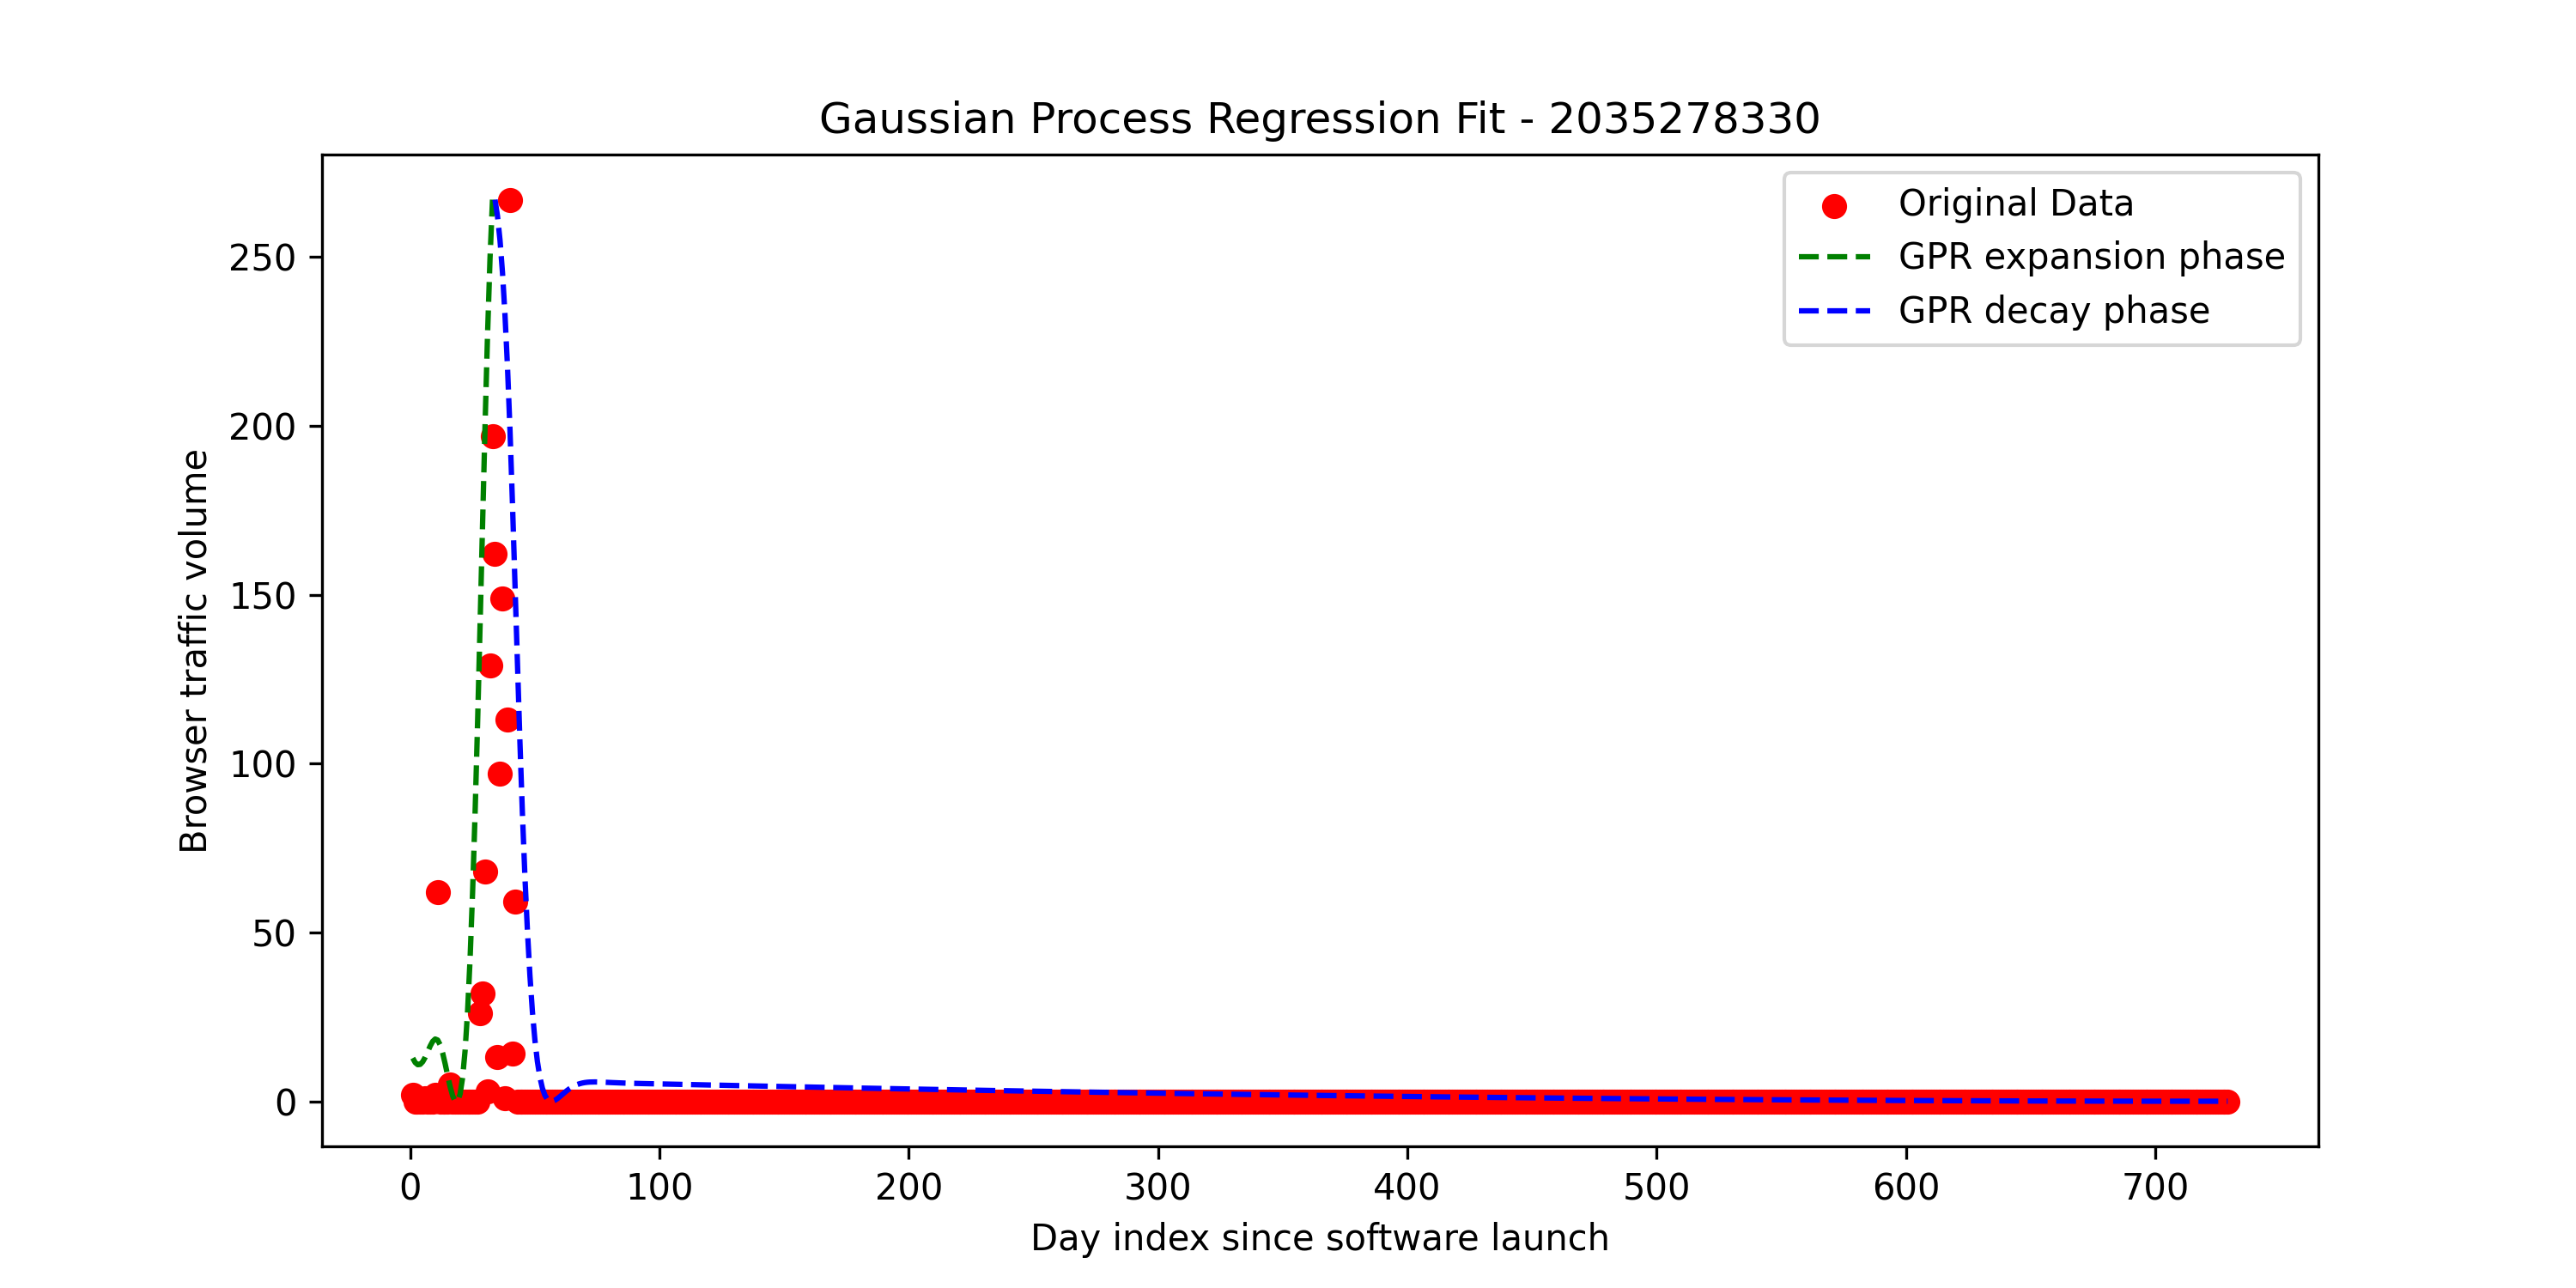 Gaussian Process Regression Fit - 2035278330
Original Data
GPR expansion phase
GPR decay phase
Browser traffic volume
250
200
150
100
50
0
0 100 200 300 400 500 600 700
Day index since software launch